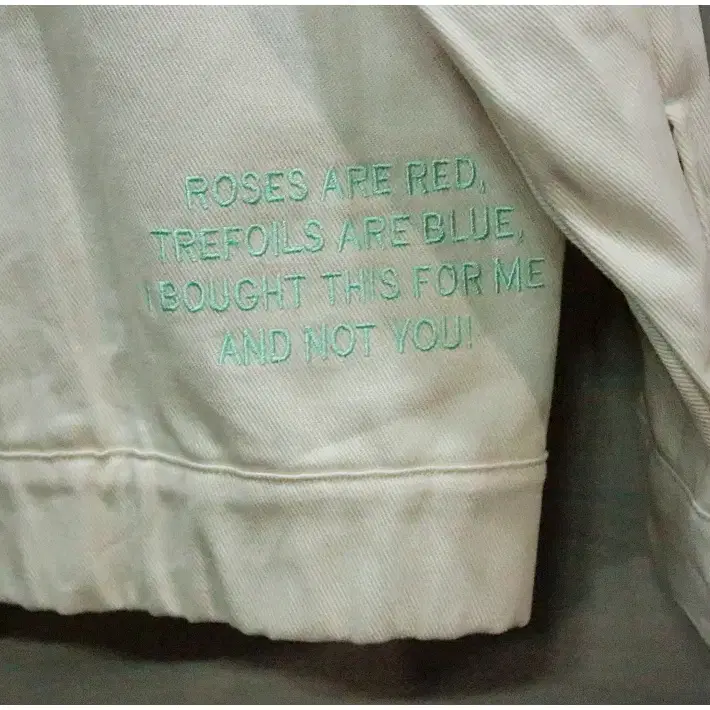 ROSES ARE RED,
TREFOILS ARE BLUE,
I BOUGHT THIS FOR ME
AND NOT YOU!